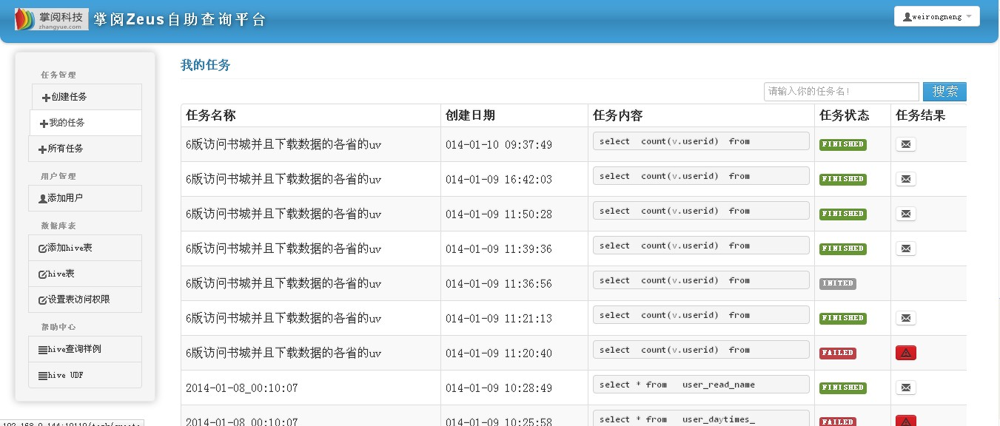 掌阅科技
zhangyue.com
掌阅Zeus自助查询平台
weirongneng
任务管理
创建任务
我的任务
所有任务
用户管理
添加用户
数据库表
添加hive表
hive表
设置表访问权限
帮助中心
hive查询样例
hive UDF
我的任务
请输入你的任务名!
搜索
任务名称 创建日期 任务内容 任务状态 任务结果
6版访问书城并且下载数据的各省的uv 014-01-10 09:37:49 select count(v.userid) from FINISHED
6版访问书城并且下载数据的各省的uv 014-01-09 16:42:03 select count(v.userid) from FINISHED
6版访问书城并且下载数据的各省的uv 014-01-09 11:50:28 select count(v.userid) from FINISHED
6版访问书城并且下载数据的各省的uv 014-01-09 11:39:36 select count(v.userid) from FINISHED
6版访问书城并且下载数据的各省的uv 014-01-09 11:36:56 select count(v.userid) from INITED
6版访问书城并且下载数据的各省的uv 014-01-09 11:21:13 select count(v.userid) from FINISHED
6版访问书城并且下载数据的各省的uv 014-01-09 11:20:40 select count(v.userid) from FAILED
2014-01-08_00:10:07 014-01-09 10:28:49 select * from user_read_name FINISHED
2014-01-08_00:10:07 014-01-09 10:25:58 select * from user_daytimes_ FAILED